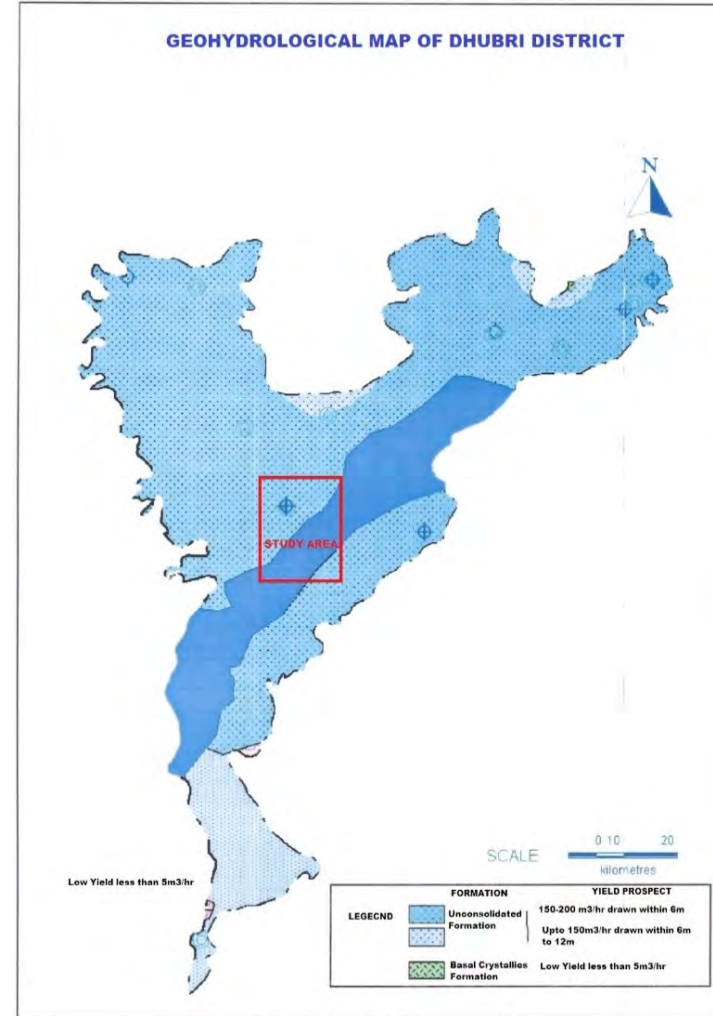 GEOHYDROLOGICAL MAP OF DHUBRI DISTRICT
N
STUDY AREA
SCALE
0 10 20
kilometres
Low Yield less than 5m3/hr
FORMATION YIELD PROSPECT
LEGECND
Unconsolidated
Formation
150-200 m3/hr drawn within 6m
Upto 150m3/hr drawn within 6m
to 12m
Basal Crystallies
Formation
Low Yield less than 5m3/hr